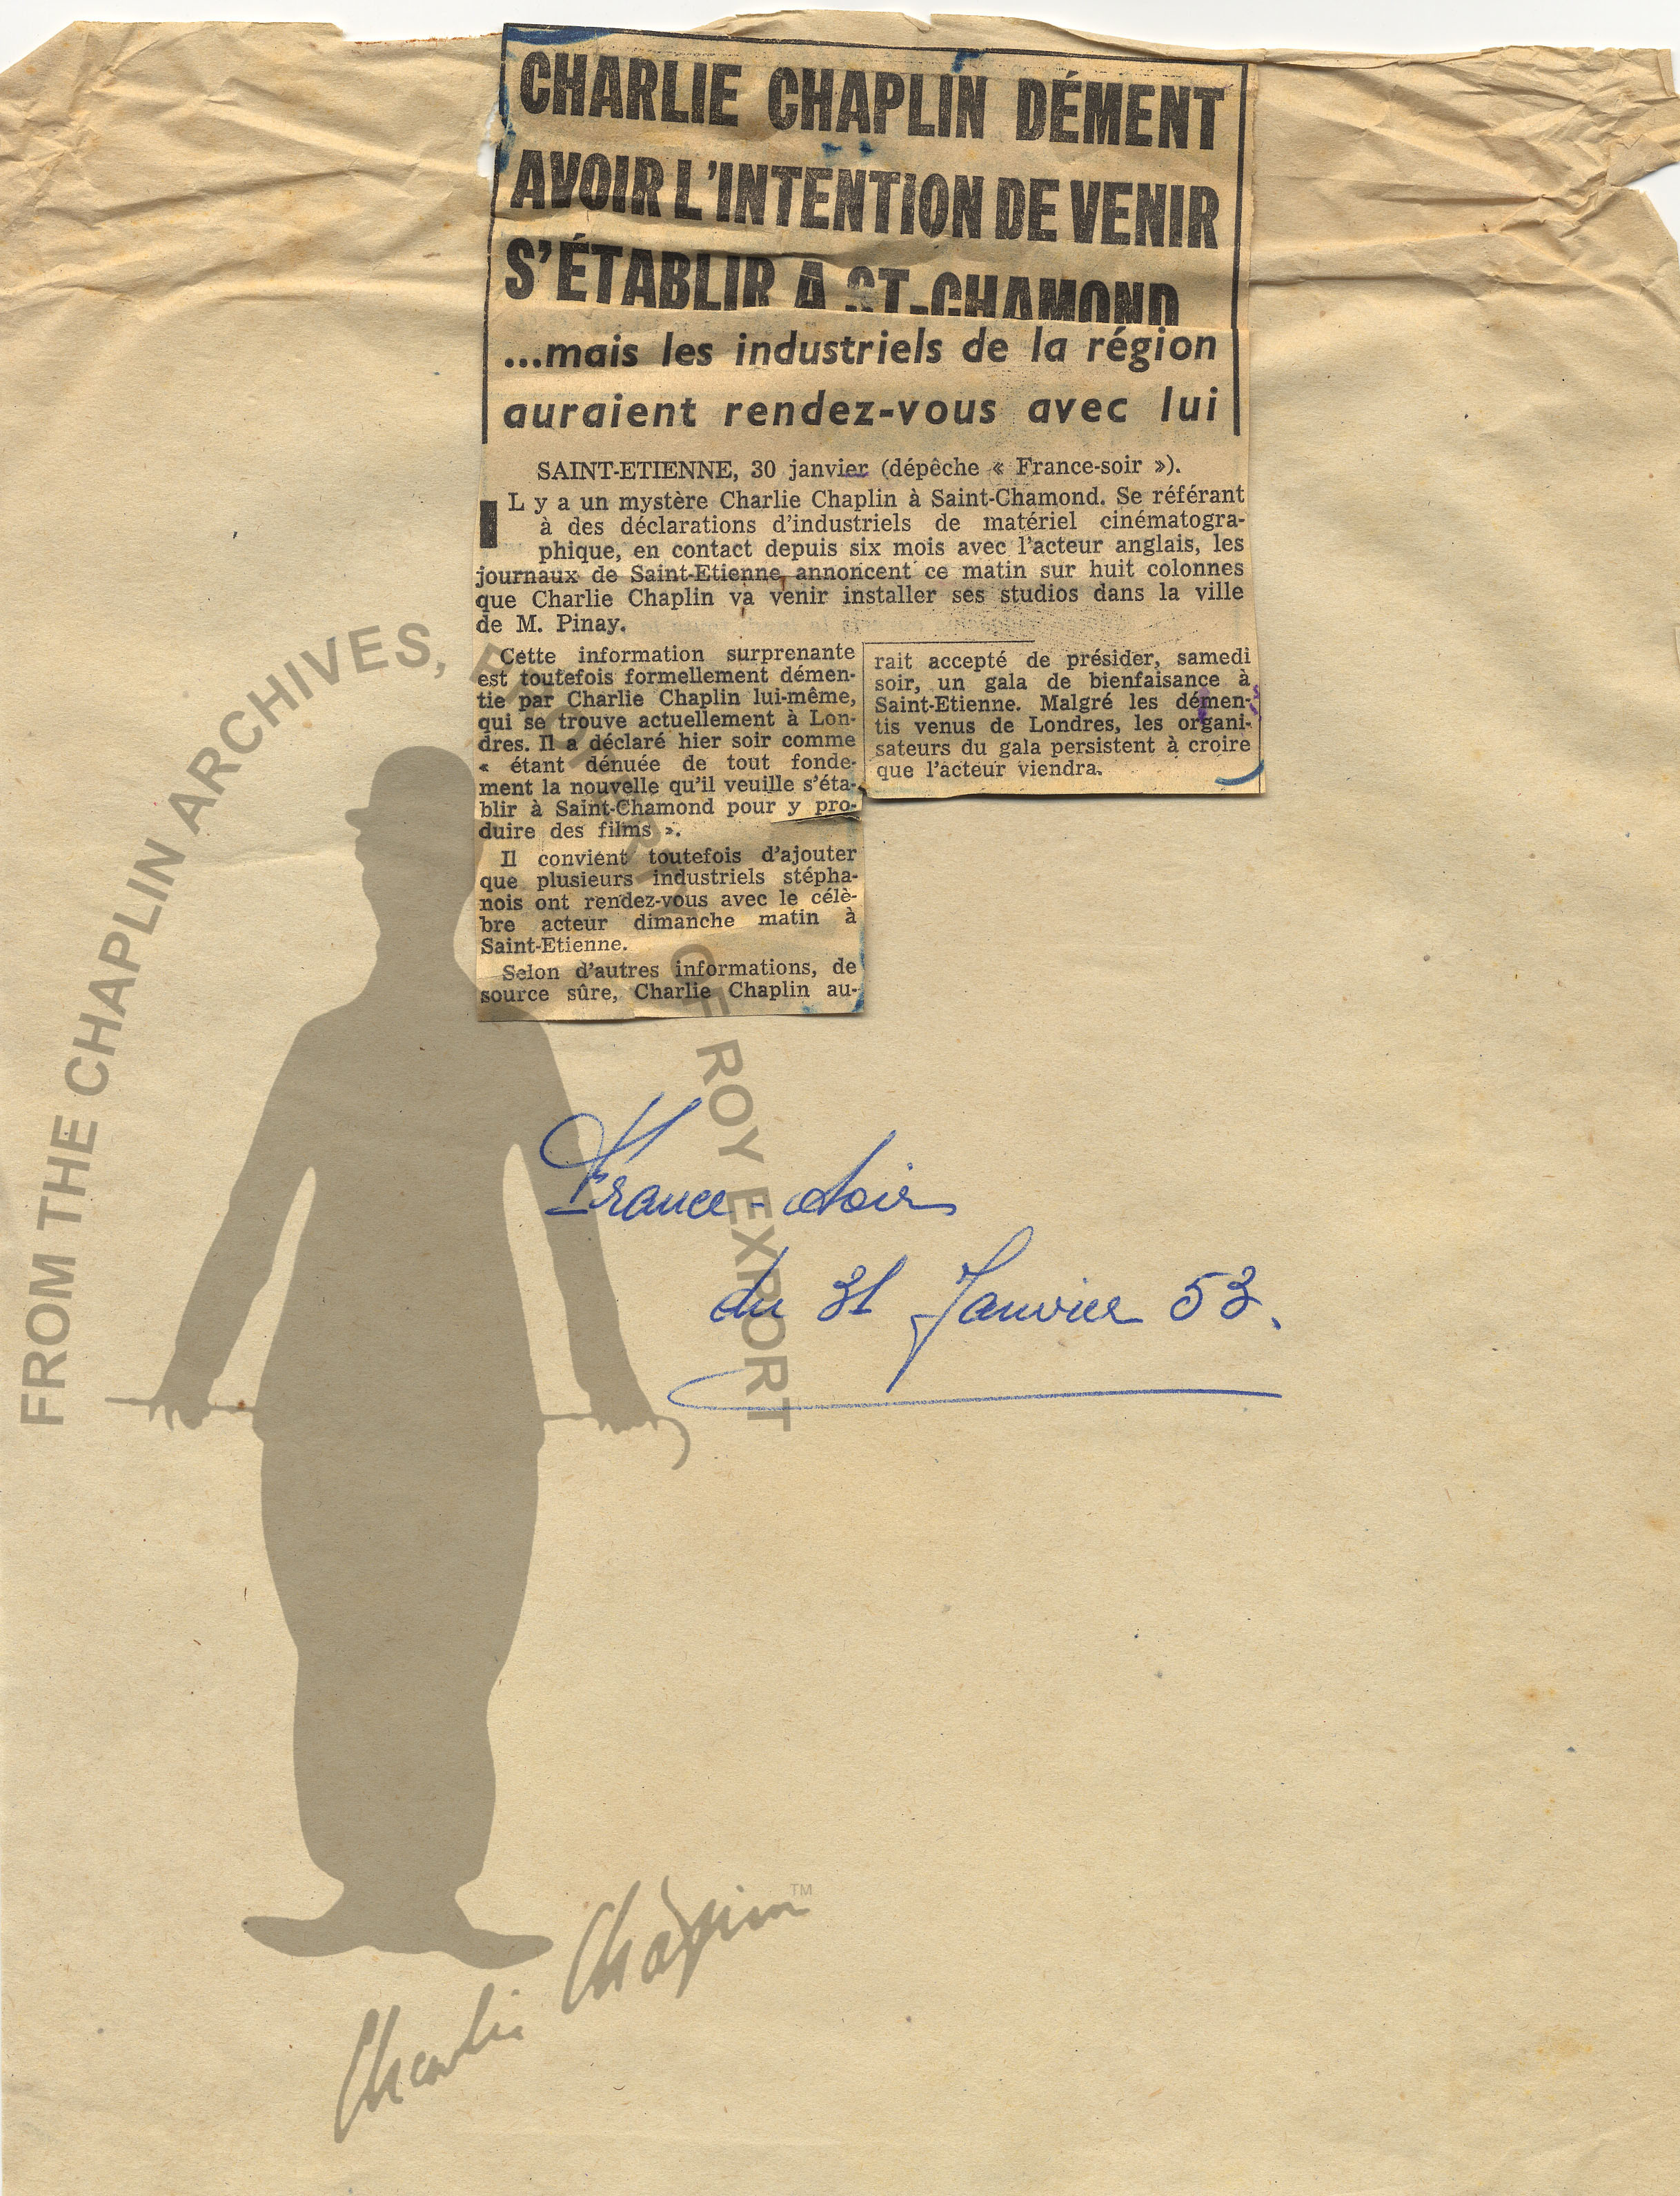 CHARLIE CHAPLIN DÉMENT
AVOIR L'INTENTION DE VENIR
S'ÉTABLIR A ST-CHAMOND
...mais les industriels de la région
auraient rendez-vous avec lui
SAINT-ETIENNE, 30 janvier (dépêche « France-soir »).
IL y a un mystère Charlie Chaplin à Saint-Chamond. Se référant
à des déclarations d'industriels de matériel cinématogra-
phique, en contact depuis six mois avec l'acteur anglais, les
journaux de Saint-Etienne annoncent ce matin sur huit colonnes
que Charlie Chaplin va venir installer ses studios dans la ville
de M. Pinay.
Cette information surprenante
est toutefois formellement démen-
tie par Charlie Chaplin lui-même,
qui se trouve actuellement à Lon-
dres. Il a déclaré hier soir comme
« étant dénuée de tout fonde-
ment la nouvelle qu'il veuille s'éta-
blir à Saint-Chamond pour y pro-
duire des films ».
Il convient toutefois d'ajouter
que plusieurs industriels stépha-
nois ont rendez-vous avec le célè-
bre acteur dimanche matin à
Saint-Etienne.
Selon d'autres informations, de
source sûre, Charlie Chaplin au-
rait accepté de présider, samedi
soir, un gala de bienfaisance à
Saint-Etienne. Malgré les démen-
tis venus de Londres, les organi-
sateurs du gala persistent à croire
que l'acteur viendra.
France-Soir
du 31 Janvier 53.
FROM THE CHAPLIN ARCHIVES, PROPERTY OF ROY EXPORT
Charlie Chaplin™